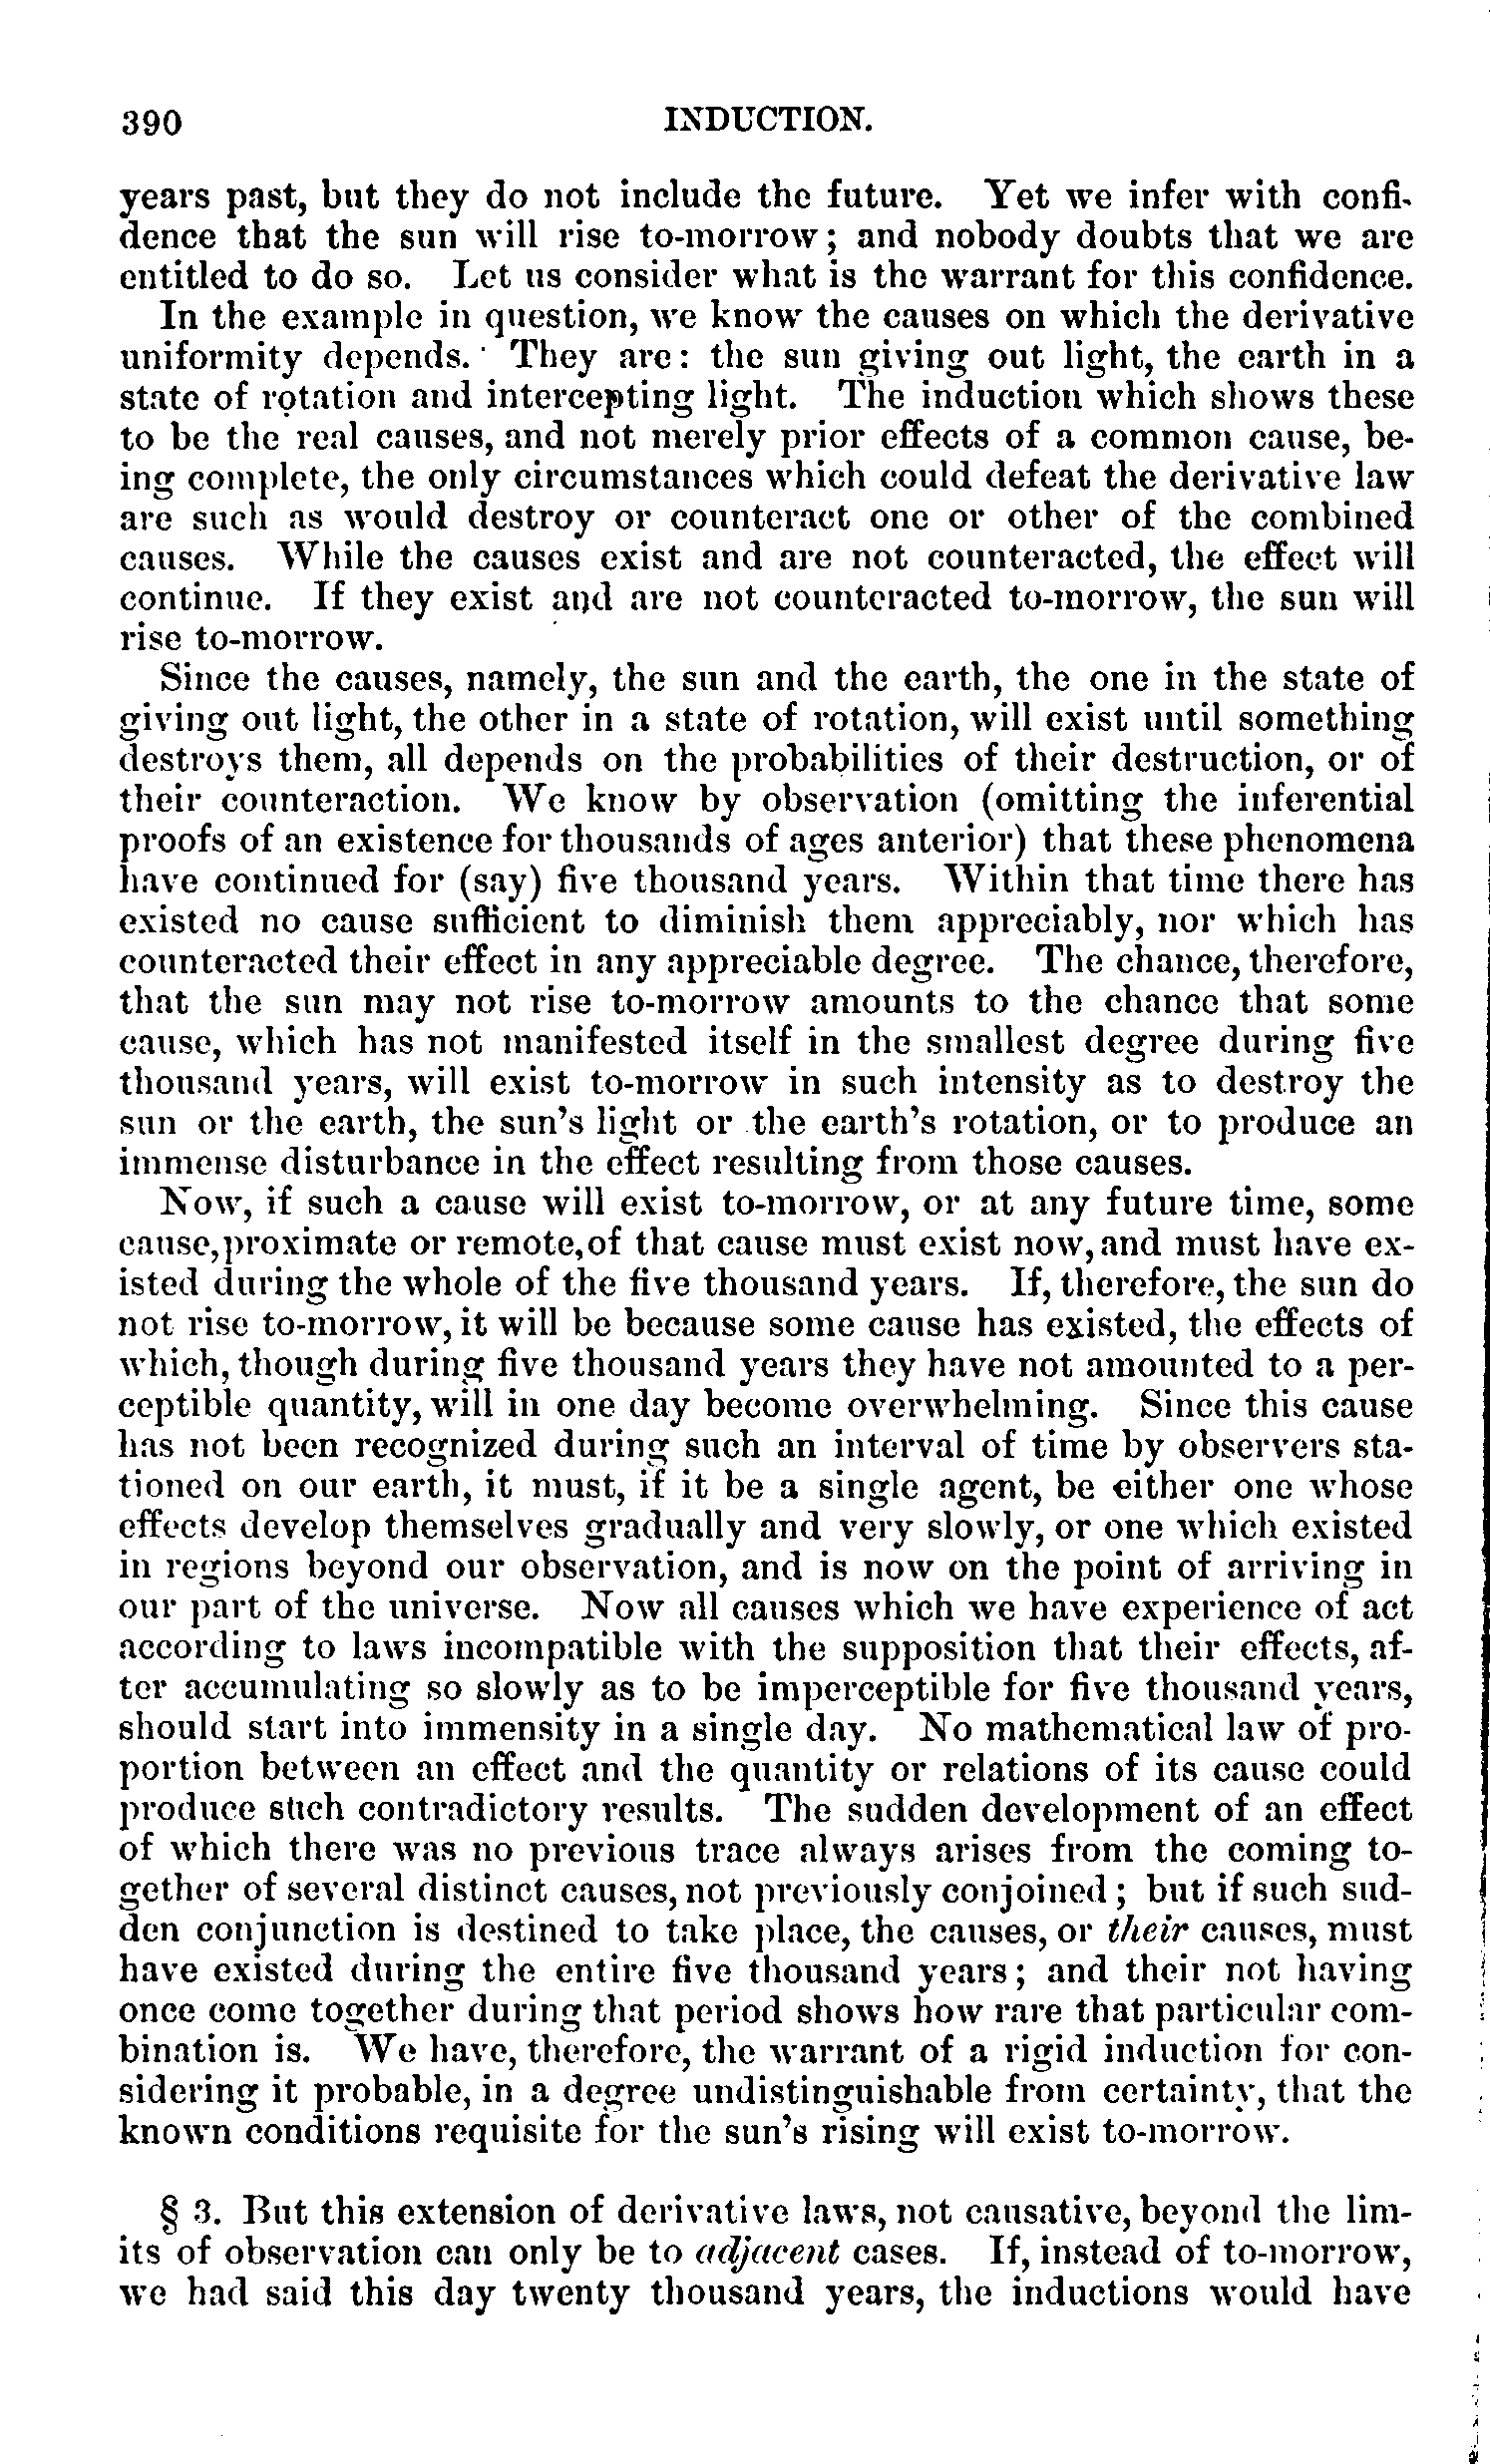 390 INDUCTION.
years past, but they do not include the future. Yet we infer with confi-
dence that the sun will rise to-morrow; and nobody doubts that we are
entitled to do so. Let us consider what is the warrant for this confidence.
In the example in question, we know the causes on which the derivative
uniformity depends. They are: the sun giving out light, the earth in a
state of rotation and intercepting light. The induction which shows these
to be the real causes, and not merely prior effects of a common cause, be-
ing complete, the only circumstances which could defeat the derivative law
are such as would destroy or counteract one or other of the combined
causes. While the causes exist and are not counteracted, the effect will
continue. If they exist and are not counteracted to-morrow, the sun will
rise to-morrow.
Since the causes, namely, the sun and the earth, the one in the state of
giving out light, the other in a state of rotation, will exist until something
destroys them, all depends on the probabilities of their destruction, or of
their counteraction. We know by observation (omitting the inferential
proofs of an existence for thousands of ages anterior) that these phenomena
have continued for (say) five thousand years. Within that time there has
existed no cause sufficient to diminish them appreciably, nor which has
counteracted their effect in any appreciable degree. The chance, therefore,
that the sun may not rise to-morrow amounts to the chance that some
cause, which has not manifested itself in the smallest degree during five
thousand years, will exist to-morrow in such intensity as to destroy the
sun or the earth, the sun's light or the earth's rotation, or to produce an
immense disturbance in the effect resulting from those causes.
Now, if such a cause will exist to-morrow, or at any future time, some
cause, proximate or remote, of that cause must exist now, and must have ex-
isted during the whole of the five thousand years. If, therefore, the sun do
not rise to-morrow, it will be because some cause has existed, the effects of
which, though during five thousand years they have not amounted to a per-
ceptible quantity, will in one day become overwhelming. Since this cause
has not been recognized during such an interval of time by observers sta-
tioned on our earth, it must, if it be a single agent, be either one whose
effects develop themselves gradually and very slowly, or one which existed
in regions beyond our observation, and is now on the point of arriving in
our part of the universe. Now all causes which we have experience of act
according to laws incompatible with the supposition that their effects, af-
ter accumulating so slowly as to be imperceptible for five thousand years,
should start into immensity in a single day. No mathematical law of pro-
portion between an effect and the quantity or relations of its cause could
produce such contradictory results. The sudden development of an effect
of which there was no previous trace always arises from the coming to-
gether of several distinct causes, not previously conjoined; but if such sud-
den conjunction is destined to take place, the causes, or their causes, must
have existed during the entire five thousand years; and their not having
once come together during that period shows how rare that particular com-
bination is. We have, therefore, the warrant of a rigid induction for con-
sidering it probable, in a degree undistinguishable from certainty, that the
known conditions requisite for the sun's rising will exist to-morrow.
§ 3. But this extension of derivative laws, not causative, beyond the lim-
its of observation can only be to adjacent cases. If, instead of to-morrow,
we had said this day twenty thousand years, the inductions would have